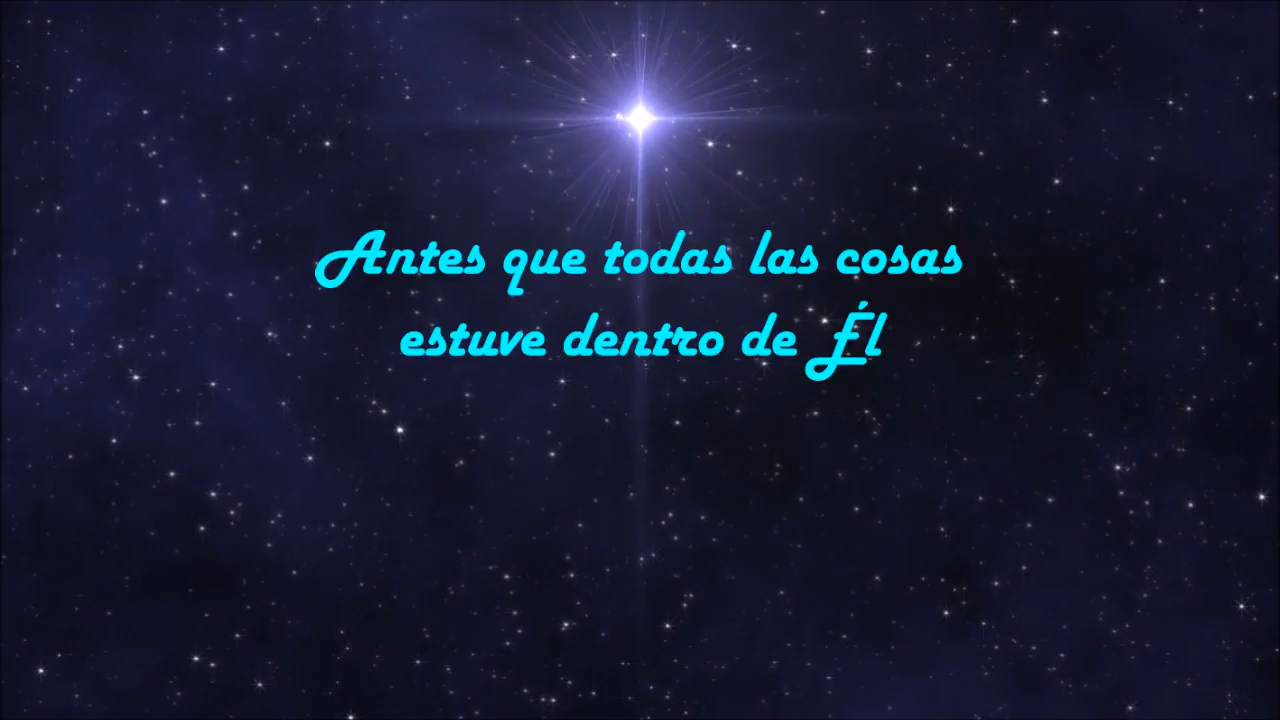 Antes que todas las cosas
estuve dentro de Él